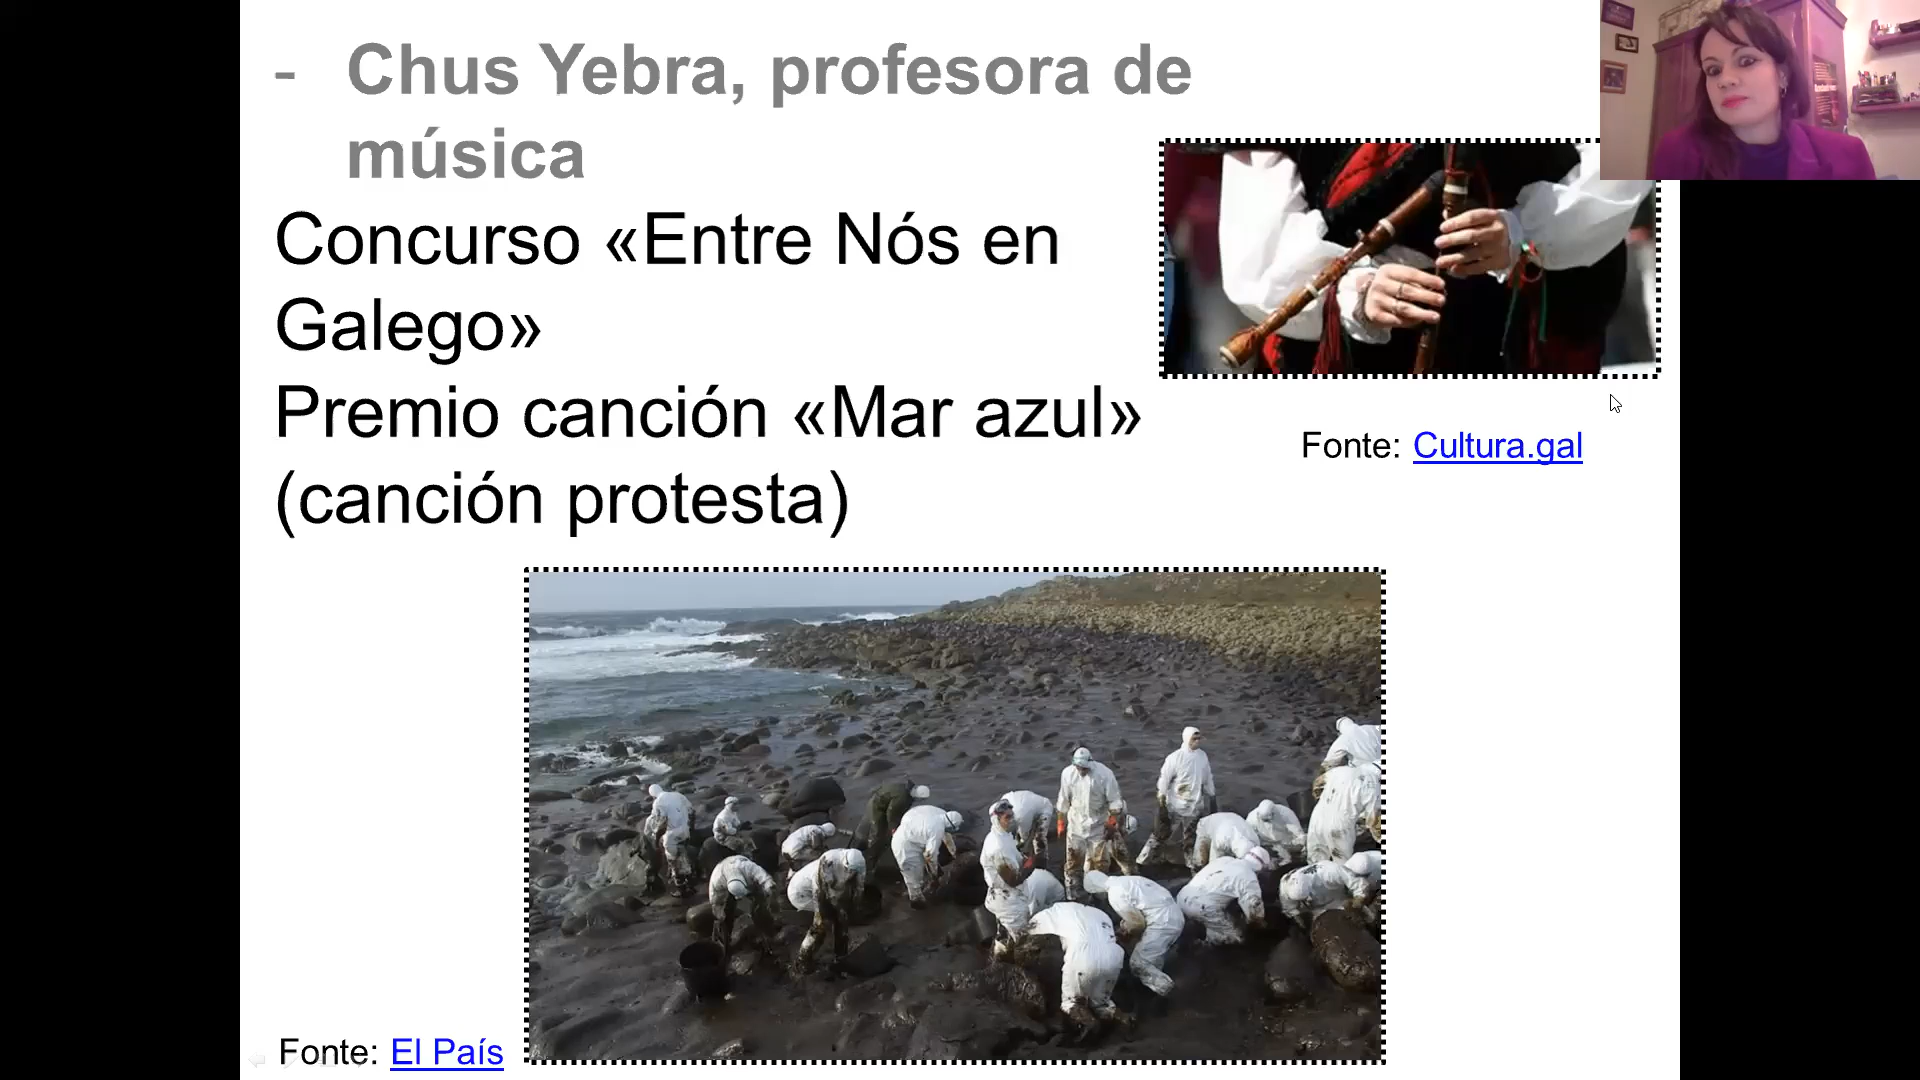 - Chus Yebra, profesora de
música
Concurso «Entre Nós en
Galego»
Premio canción «Mar azul»
(canción protesta)
Fonte: Cultura.gal
Fonte: El País